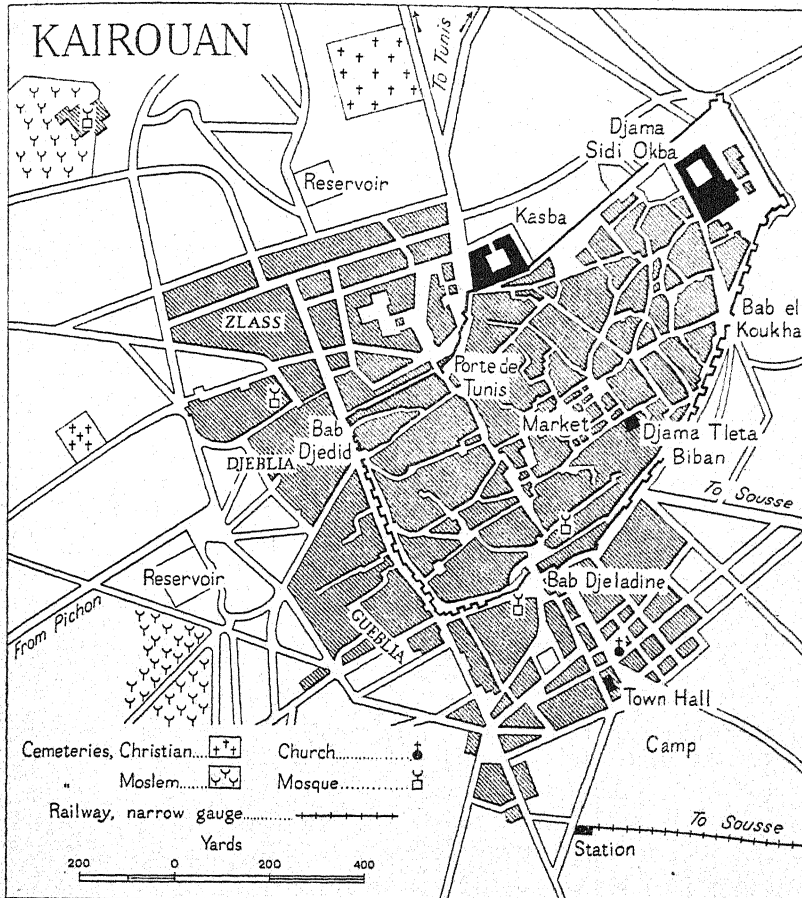 KAIROUAN
To Tunis
Djama
Sidi Okba
Reservoir
Kasba
ZLASS
Bab el
Koukha
Porte de
Tunis
Bab
Djedid
Market
Djama Tleta
Biban
DJEBLIA
To Sousse
Reservoir
Bab Djeladine
GUEBLIA
From Pichon
Town Hall
Camp
Cemeteries, Christian..... Church............
" Moslem..... Mosque..........
Railway, narrow gauge.........
To Sousse
Yards
Station
200 0 200 400